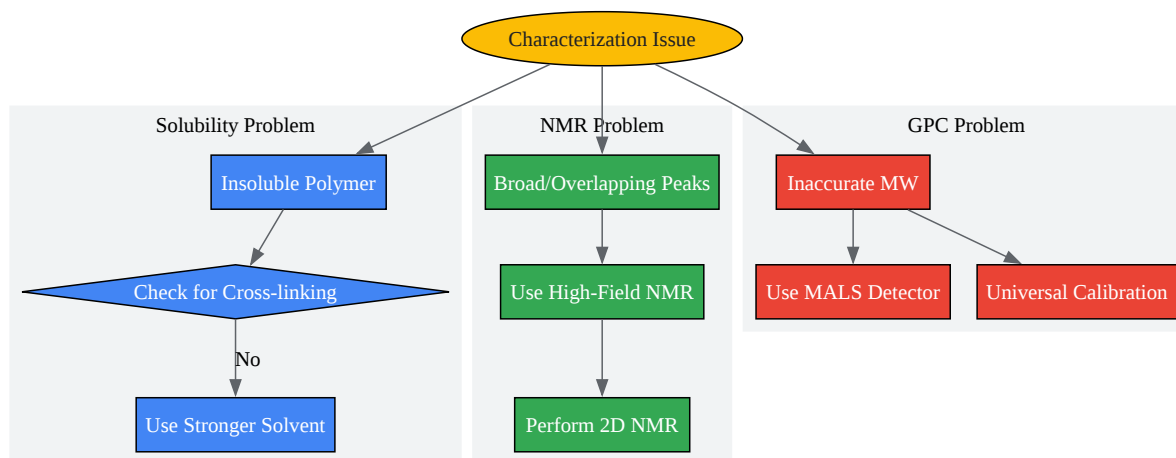 Characterization Issue
Solubility Problem
NMR Problem
GPC Problem
Insoluble Polymer
Broad/Overlapping Peaks
Inaccurate MW
Check for Cross-linking
Use High-Field NMR
Use MALS Detector
Universal Calibration
No
Use Stronger Solvent
Perform 2D NMR